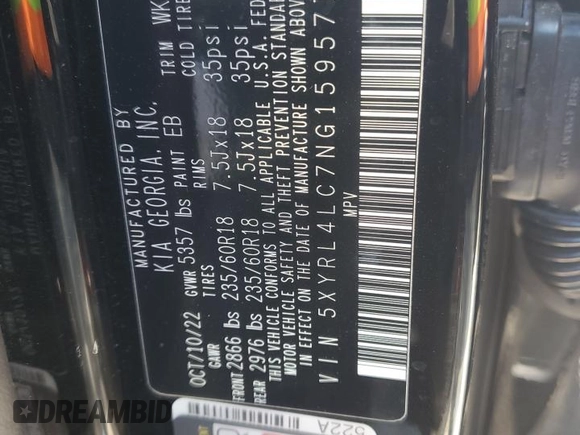 MANUFACTURED BY
KIA GEORGIA, INC.
OCT/10/22 GVWR 5357 lbs PAINT EB TRIM WK
GAWR TIRES RIMS COLD TIRE
FRONT 2866 lbs 235/60R18 7.5Jx18 35psi
REAR 2976 lbs 235/60R18 7.5Jx18 35psi
THIS VEHICLE CONFORMS TO ALL APPLICABLE U.S.A. FED
MOTOR VEHICLE SAFETY AND THEFT PREVENTION STANDAR
IN EFFECT ON THE DATE OF MANUFACTURE SHOWN ABOVE
VIN 5XYRL4LC7NG15957
MPV
522A
DREAMBID